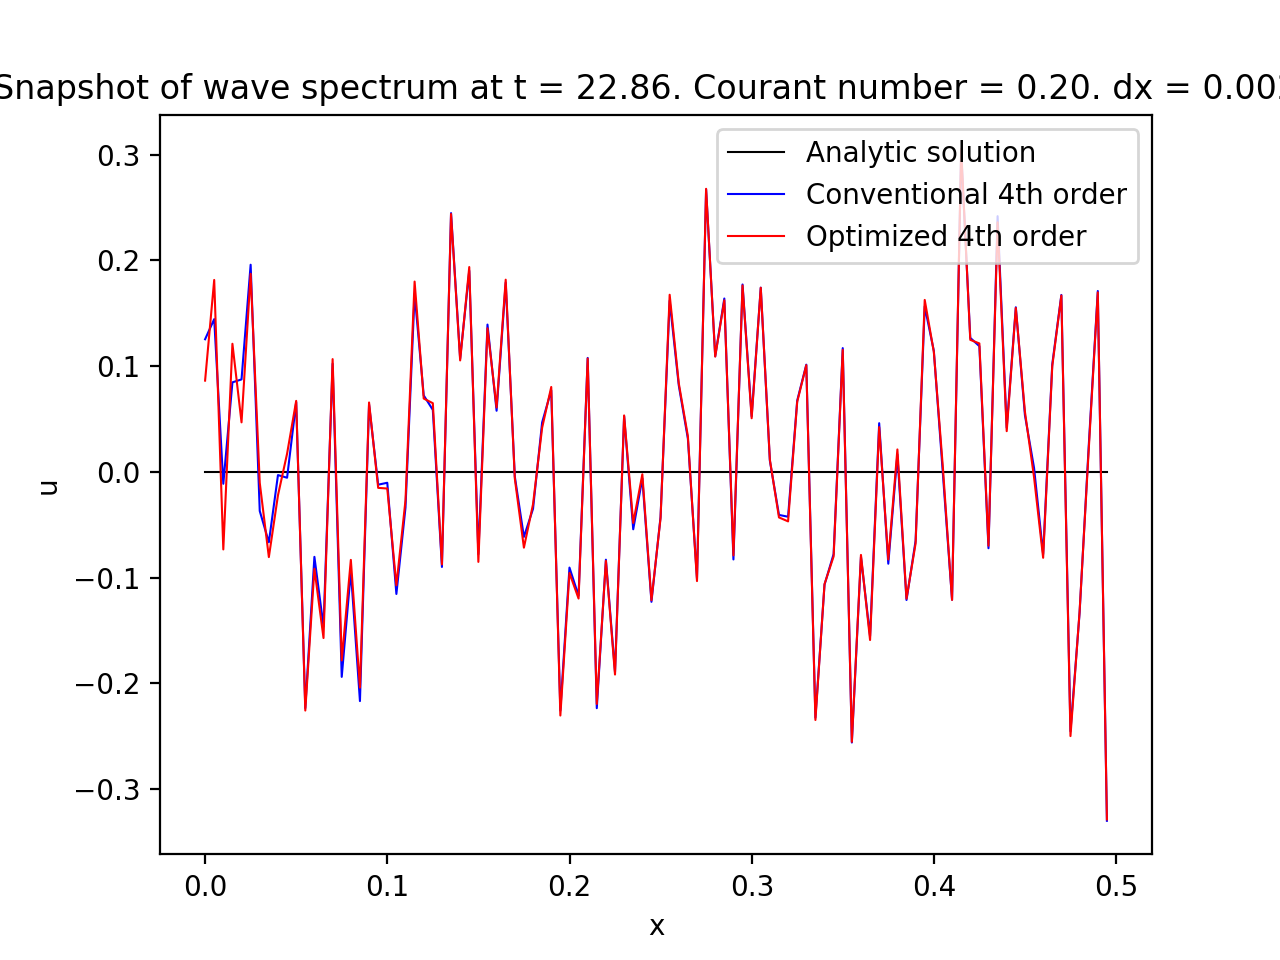 Snapshot of wave spectrum at t = 22.86. Courant number = 0.20. dx = 0.002
0.3
0.2
0.1
0.0
−0.1
−0.2
−0.3
u
Analytic solution
Conventional 4th order
Optimized 4th order
0.0
0.1
0.2
0.3
0.4
0.5
x